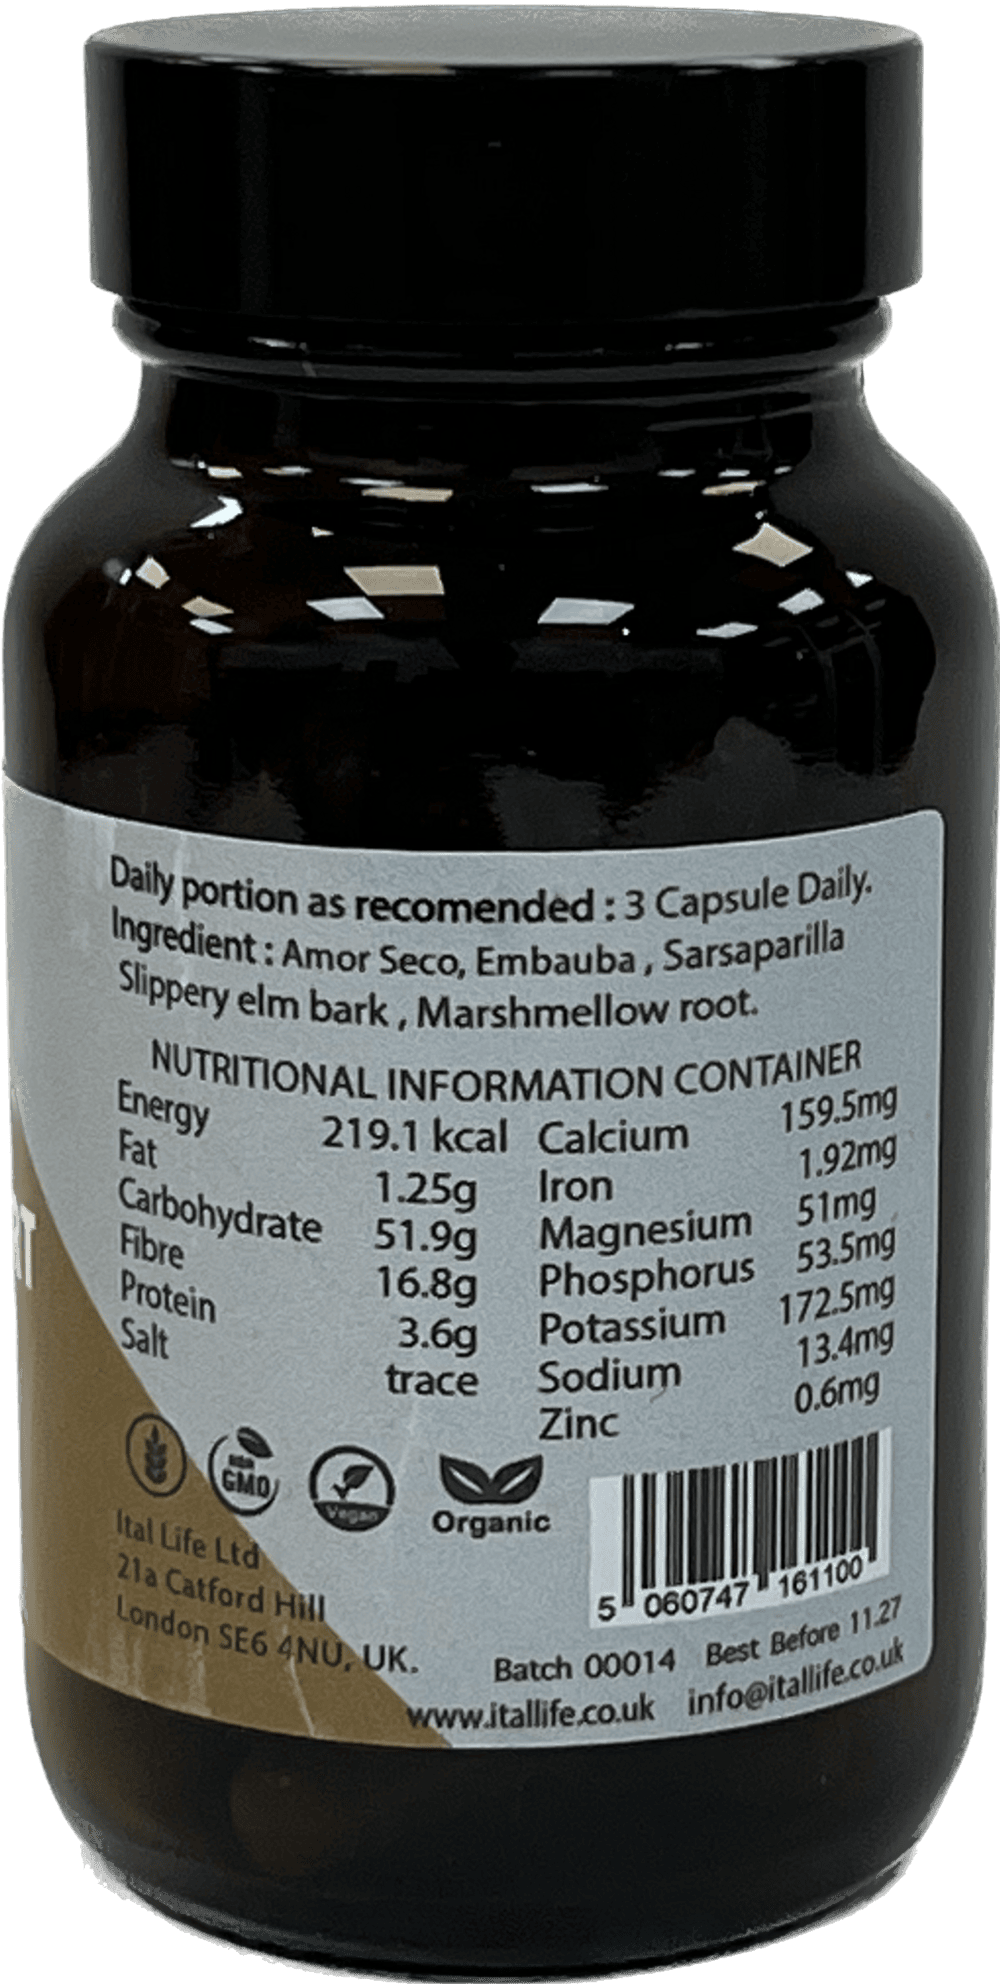 Daily portion as recomended : 3 Capsule Daily.
Ingredient : Amor Seco, Embauba , Sarsaparilla
Slippery elm bark , Marshmellow root.
NUTRITIONAL INFORMATION CONTAINER
Energy 219.1 kcal
Fat 1.25g
Carbohydrate 51.9g
Fibre 16.8g
Protein 3.6g
Salt trace
Calcium 159.5mg
Iron 1.92mg
Magnesium 51mg
Phosphorus 53.5mg
Potassium 172.5mg
Sodium 13.4mg
Zinc 0.6mg
GMO
Vegan
Organic
Ital Life Ltd
21a Catford Hill
London SE6 4NU, UK.
5 060747 161100
Batch 00014 Best Before 11.27
www.itallife.co.uk info@itallife.co.uk